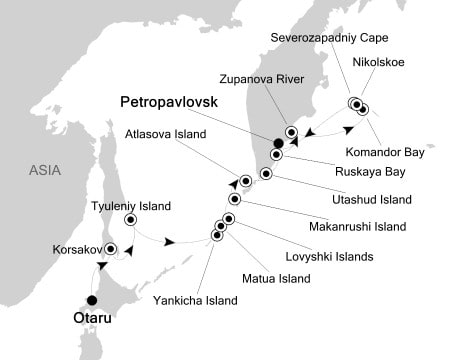 Severozapadniy Cape
Nikolskoe
Zupanova River
Petropavlovsk
Atlasova Island
Komandor Bay
ASIA
Ruskaya Bay
Utashud Island
Tyuleniy Island
Makanrushi Island
Korsakov
Lovyshki Islands
Matua Island
Yankicha Island
Otaru